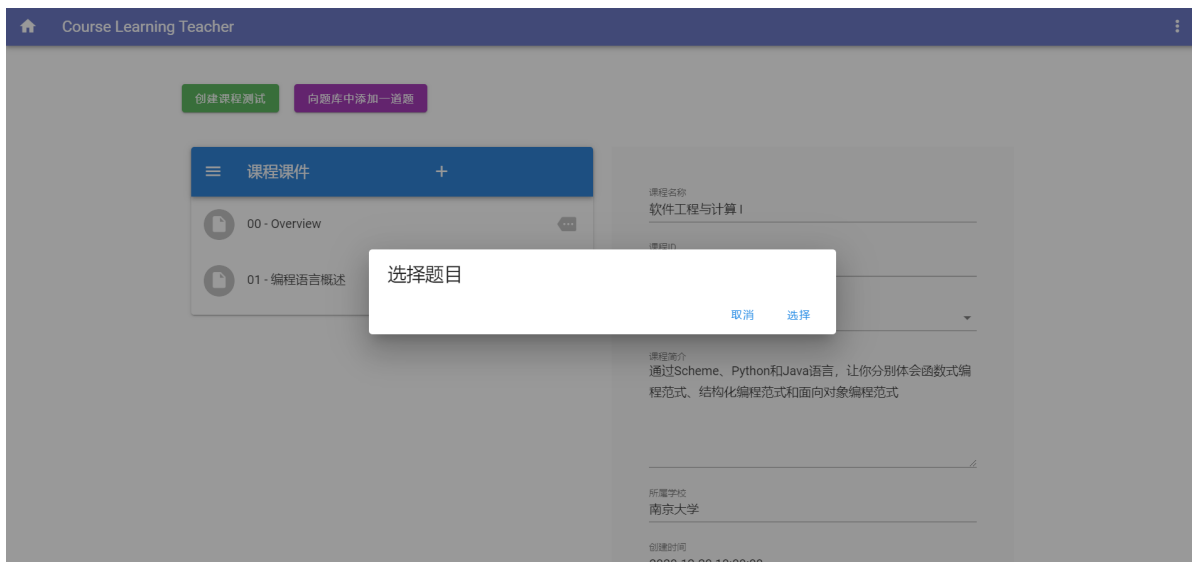 Course Learning Teacher
创建课程测试
向题库中添加一道题
课程课件
00 - Overview
01 - 编程语言概述
选择题目
取消
选择
课程名称
软件工程与计算 I
课程ID
课程简介
通过Scheme、Python和Java语言，让你分别体会函数式编
程范式、结构化编程范式和面向对象编程范式
所属学校
南京大学
创建时间